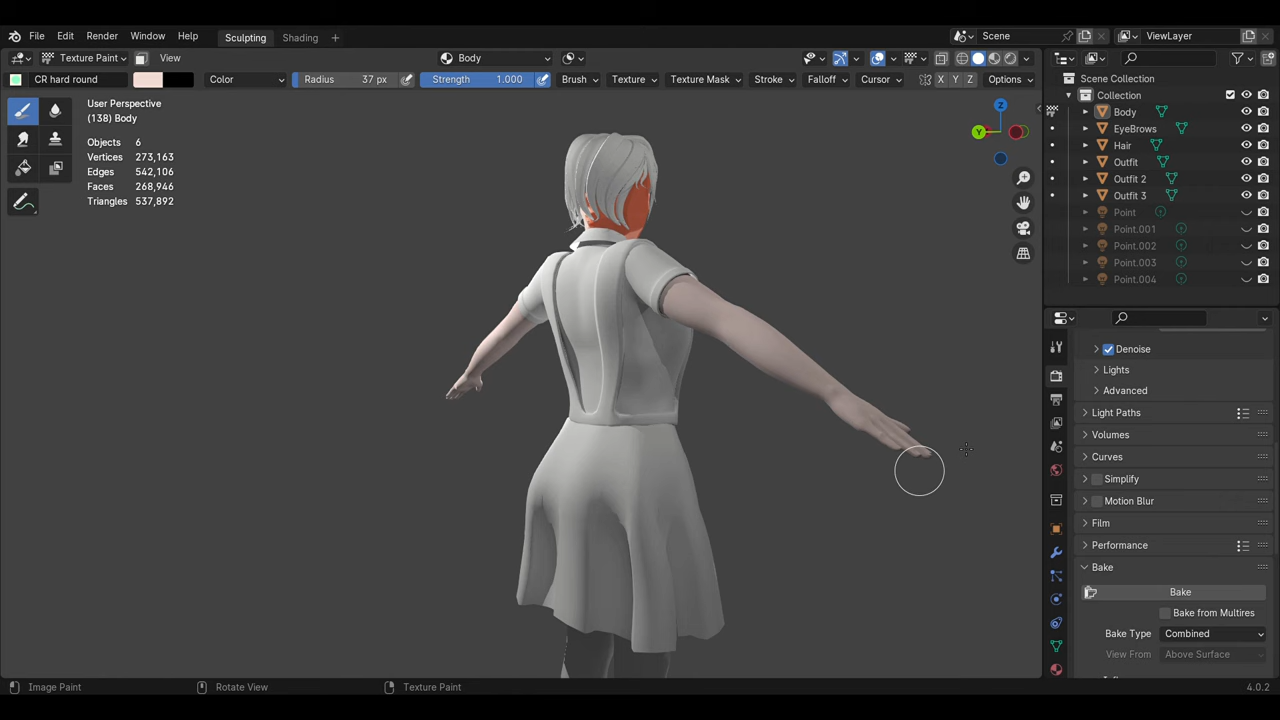 File Edit Render Window Help Sculpting Shading + Scene ViewLayer
Texture Paint View Body
CR hard round Color Radius 37 px Strength 1.000 Brush Texture Texture Mask Stroke Falloff Cursor X Y Z Options
User Perspective
(138) Body
Objects 6
Vertices 273,163
Edges 542,106
Faces 268,946
Triangles 537,892
Z
Y
Scene Collection
Collection
Body
EyeBrows
Hair
Outfit
Outfit 2
Outfit 3
Point
Point.001
Point.002
Point.003
Point.004
Denoise
Lights
Advanced
Light Paths
Volumes
Curves
Simplify
Motion Blur
Film
Performance
Bake
Bake
Bake from Multires
Bake Type Combined
View From Above Surface
Image Paint Rotate View Texture Paint 4.0.2